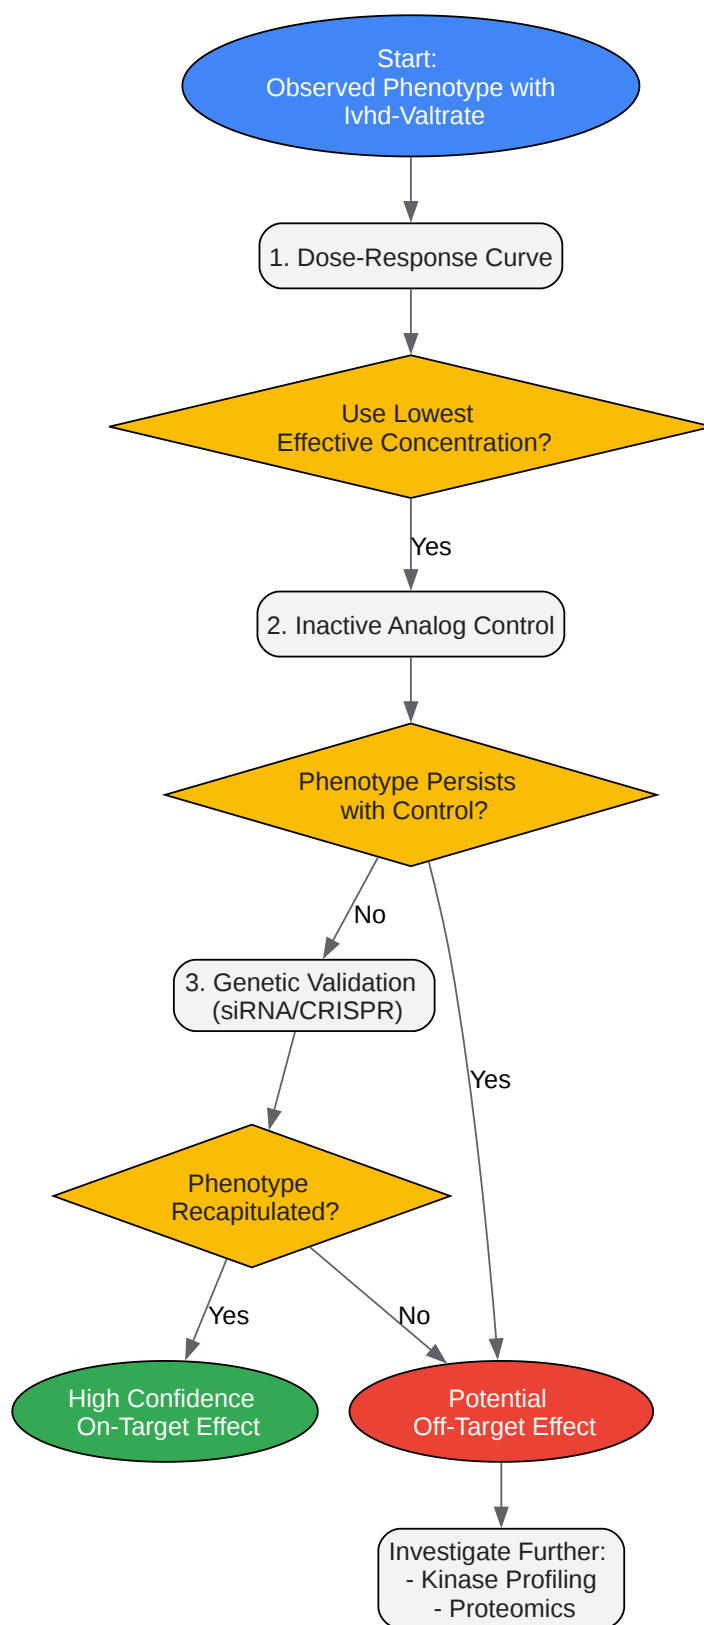 Start:
Observed Phenotype with
Ivhd-Valtrate
1. Dose-Response Curve
Use Lowest
Effective Concentration?
Yes
2. Inactive Analog Control
Phenotype Persists
with Control?
No
3. Genetic Validation
(siRNA/CRISPR)
Yes
Phenotype
Recapitulated?
Yes
No
High Confidence
On-Target Effect
Potential
Off-Target Effect
Investigate Further:
- Kinase Profiling
- Proteomics